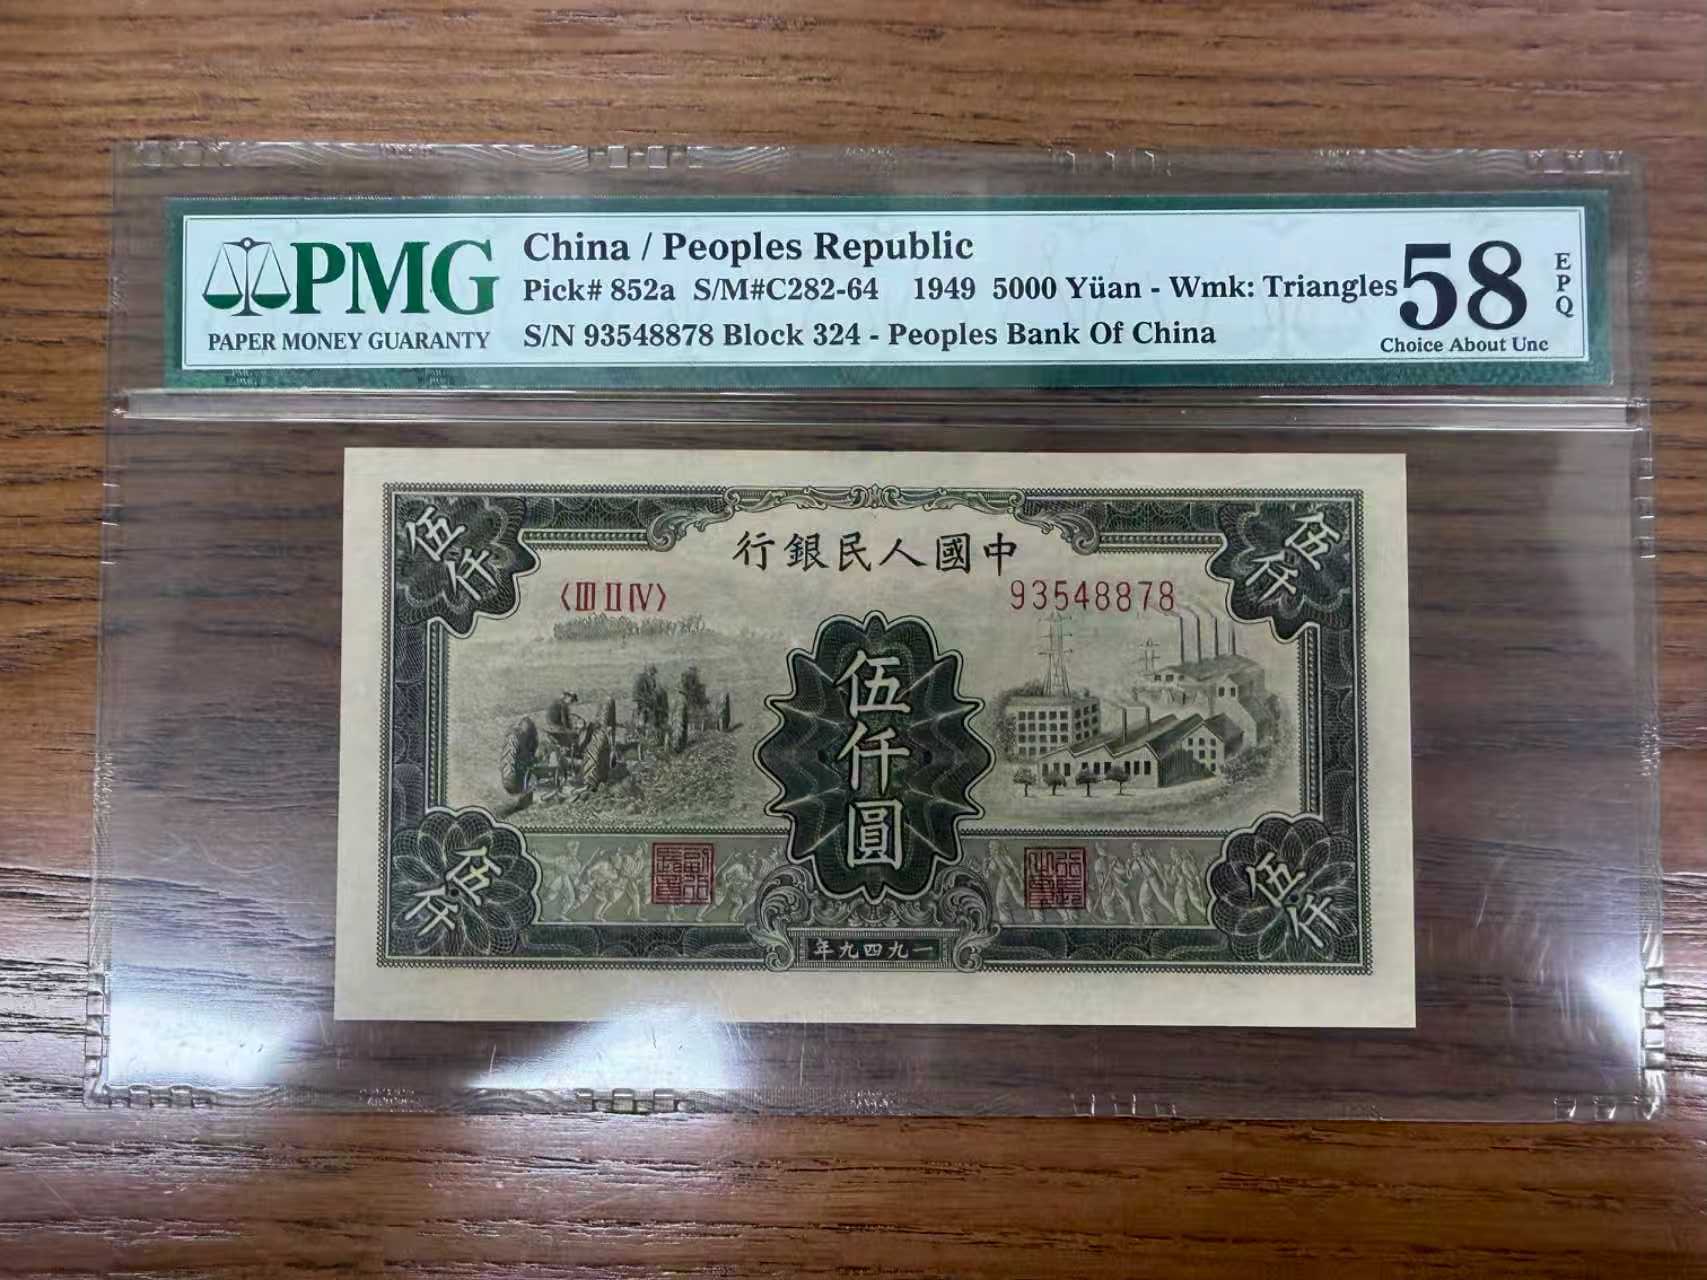 PMG
PAPER MONEY GUARANTY
China / Peoples Republic
Pick# 852a S/M#C282-64 1949 5000 Yüan - Wmk: Triangles
S/N 93548878 Block 324 - Peoples Bank Of China
58
EPQ
Choice About Unc
行銀民人國中
伍仟
伍仟
〈III II IV〉
93548878
伍仟圓
伍仟
伍仟
年九四九一